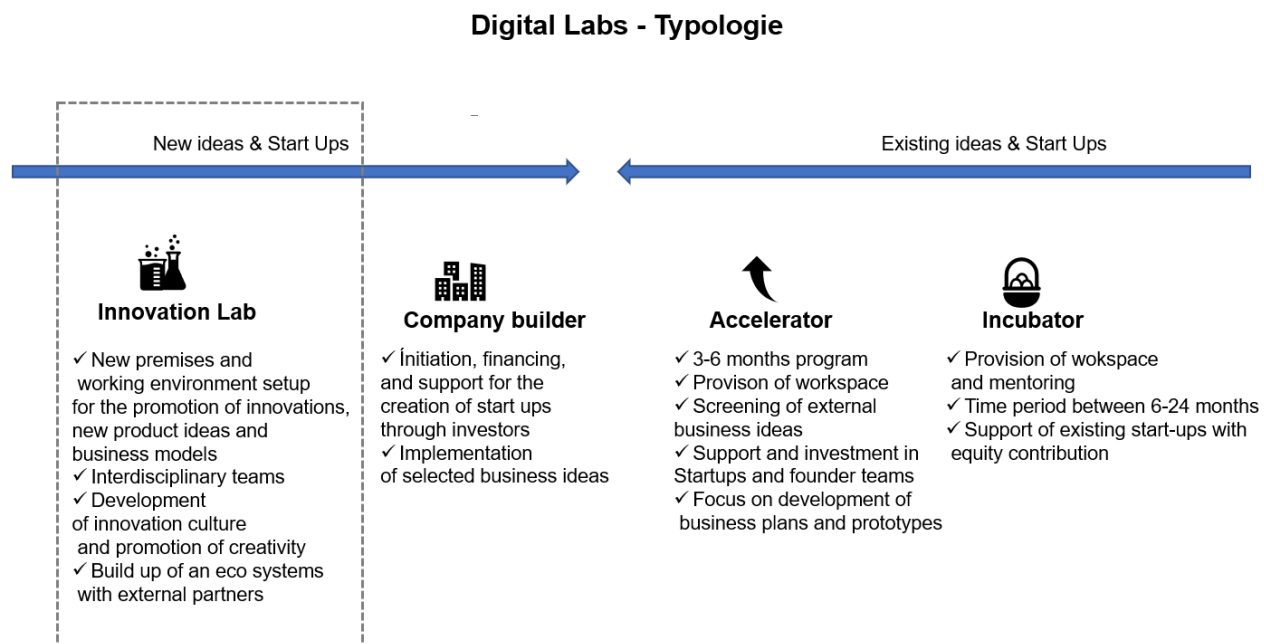 Digital Labs - Typologie
New ideas & Start Ups
Existing ideas & Start Ups
Innovation Lab
✓ New premises and
working environment setup
for the promotion of innovations,
new product ideas and
business models
✓ Interdisciplinary teams
✓ Development
of innovation culture
and promotion of creativity
✓ Build up of an eco systems
with external partners
Company builder
✓ Ínitiation, financing,
and support for the
creation of start ups
through investors
✓ Implementation
of selected business ideas
Accelerator
✓ 3-6 months program
✓ Provison of workspace
✓ Screening of external
business ideas
✓ Support and investment in
Startups and founder teams
✓ Focus on development of
business plans and prototypes
Incubator
✓ Provision of wokspace
and mentoring
✓ Time period between 6-24 months
✓ Support of existing start-ups with
equity contribution